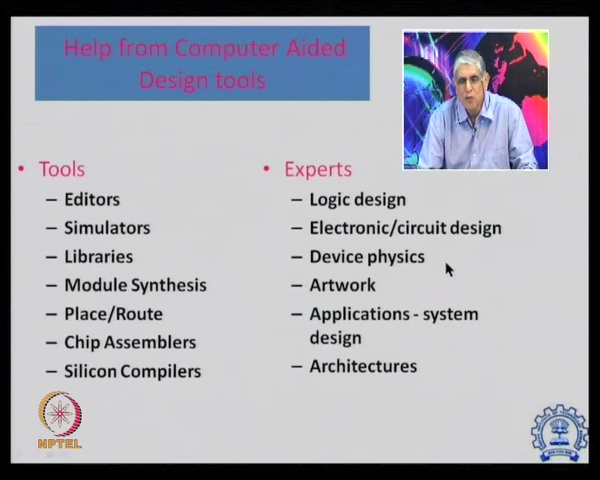 Help from Computer Aided
Design tools
• Tools
– Editors
– Simulators
– Libraries
– Module Synthesis
– Place/Route
– Chip Assemblers
– Silicon Compilers
• Experts
– Logic design
– Electronic/circuit design
– Device physics
– Artwork
– Applications - system
design
– Architectures
NPTEL